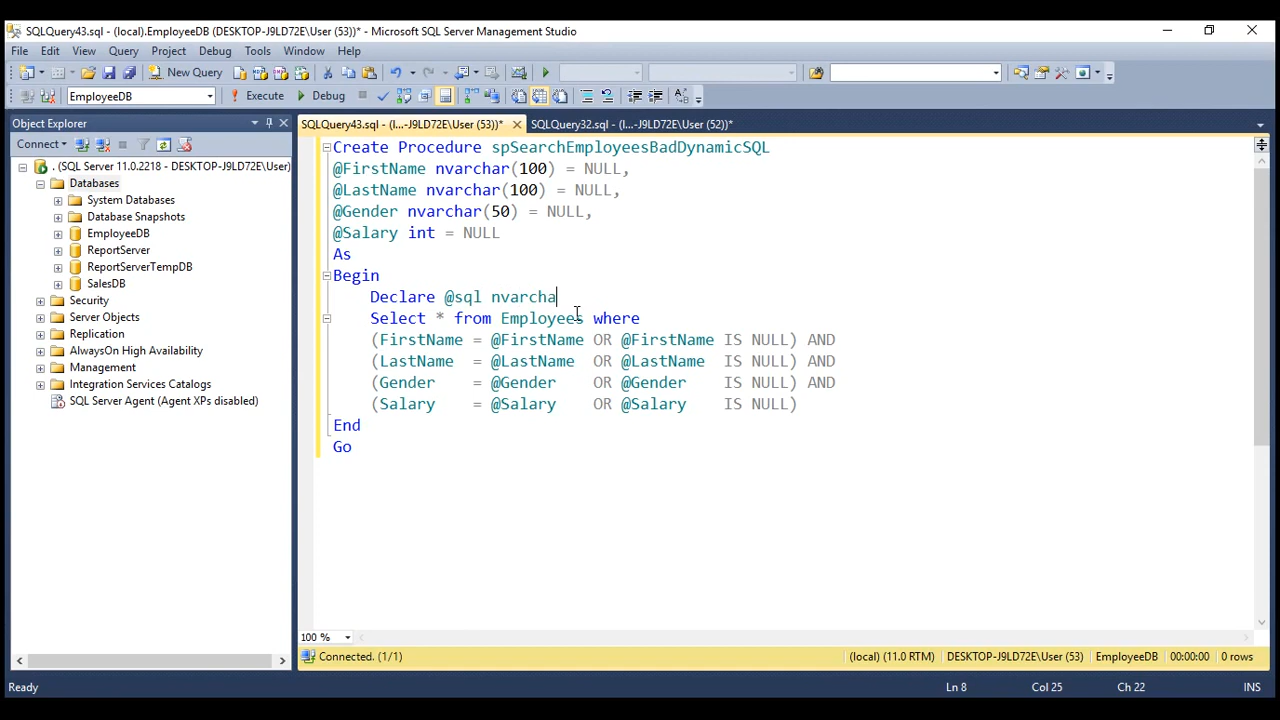 SQLQuery43.sql - (local).EmployeeDB (DESKTOP-J9LD72E\User (53))* - Microsoft SQL Server Management Studio
File Edit View Query Project Debug Tools Window Help
New Query
EmployeeDB Execute Debug
Object Explorer
Connect
. (SQL Server 11.0.2218 - DESKTOP-J9LD72E\User)
Databases
System Databases
Database Snapshots
EmployeeDB
ReportServer
ReportServerTempDB
SalesDB
Security
Server Objects
Replication
AlwaysOn High Availability
Management
Integration Services Catalogs
SQL Server Agent (Agent XPs disabled)
SQLQuery43.sql - (l...-J9LD72E\User (53))* SQLQuery32.sql - (l...-J9LD72E\User (52))*
Create Procedure spSearchEmployeesBadDynamicSQL
@FirstName nvarchar(100) = NULL,
@LastName nvarchar(100) = NULL,
@Gender nvarchar(50) = NULL,
@Salary int = NULL
As
Begin
Declare @sql nvarcha
Select * from Employees where
(FirstName = @FirstName OR @FirstName IS NULL) AND
(LastName = @LastName OR @LastName IS NULL) AND
(Gender = @Gender OR @Gender IS NULL) AND
(Salary = @Salary OR @Salary IS NULL)
End
Go
100 %
Connected. (1/1) (local) (11.0 RTM) DESKTOP-J9LD72E\User (53) EmployeeDB 00:00:00 0 rows
Ready Ln 8 Col 25 Ch 22 INS